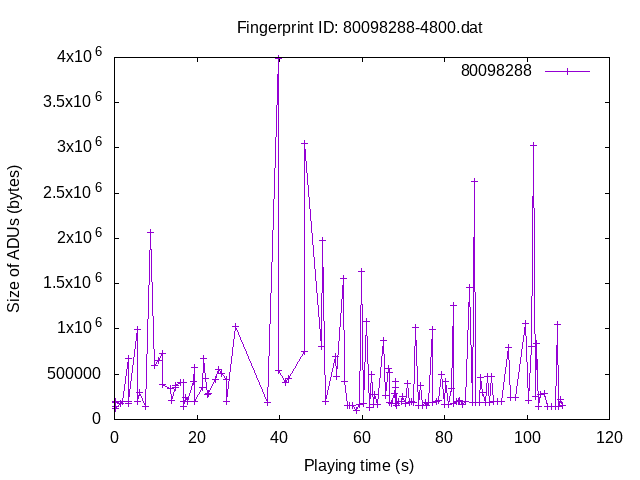 Fingerprint ID: 80098288-4800.dat
80098288
4x10^6
3.5x10^6
3x10^6
2.5x10^6
2x10^6
1.5x10^6
1x10^6
500000
0
Size of ADUs (bytes)
0 20 40 60 80 100 120
Playing time (s)